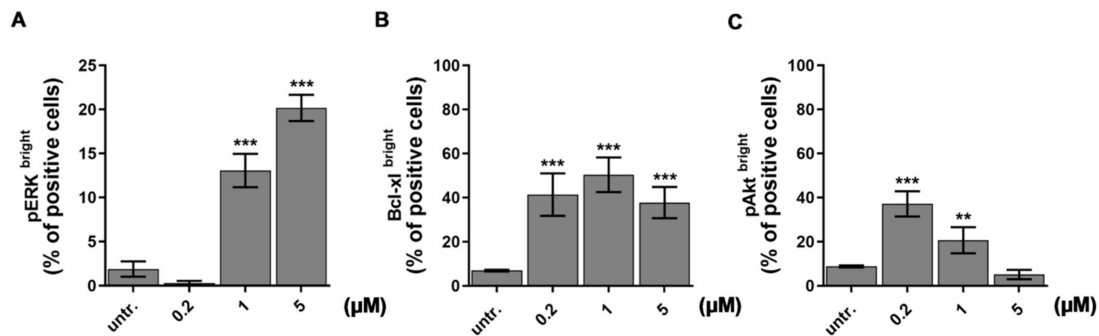 A
pERK bright
(% of positive cells)
25
20
15
10
5
0
***
***
untr.
0.2
1
5
(µM)
B
Bcl-xl bright
(% of positive cells)
100
80
60
40
20
0
***
***
***
untr.
0.2
1
5
(µM)
C
pAkt bright
(% of positive cells)
100
80
60
40
20
0
***
**
untr.
0.2
1
5
(µM)